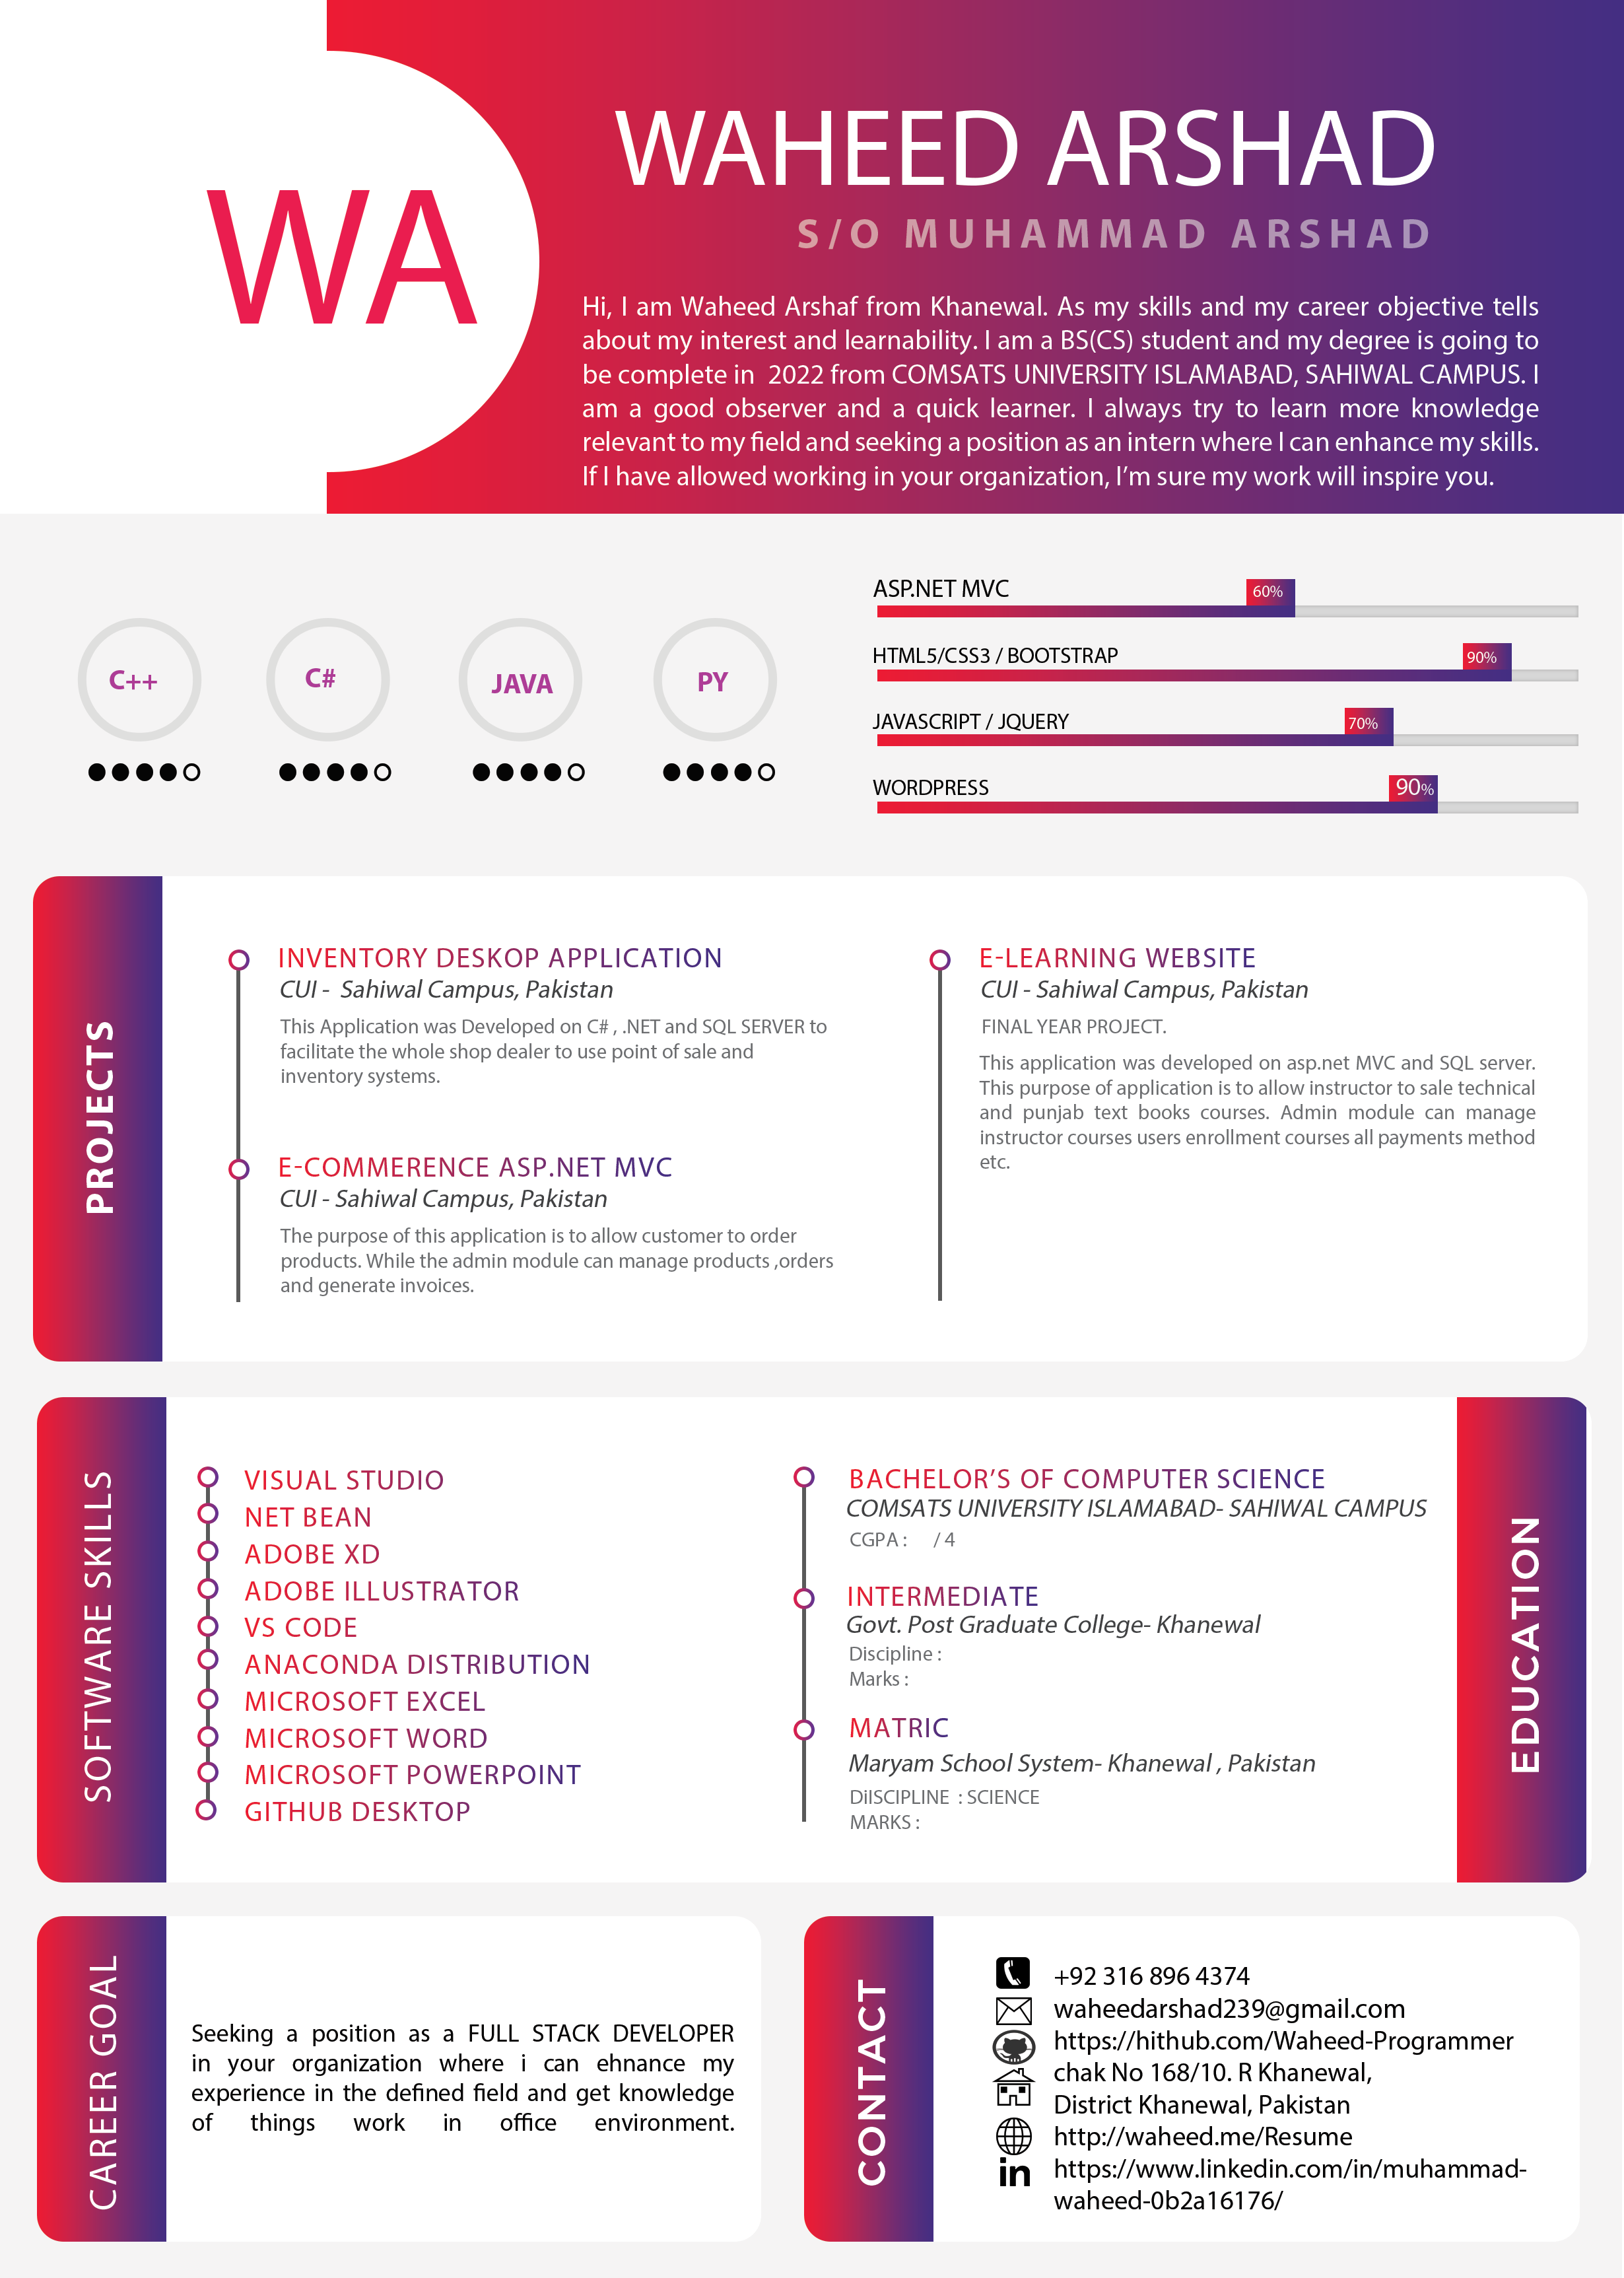 WA
WAHEED ARSHAD
S/O MUHAMMAD ARSHAD
Hi, I am Waheed Arshaf from Khanewal. As my skills and my career objective tells
about my interest and learnability. I am a BS(CS) student and my degree is going to
be complete in 2022 from COMSATS UNIVERSITY ISLAMABAD, SAHIWAL CAMPUS. I
am a good observer and a quick learner. I always try to learn more knowledge
relevant to my field and seeking a position as an intern where I can enhance my skills.
If I have allowed working in your organization, I’m sure my work will inspire you.
C++
C#
JAVA
PY
ASP.NET MVC
60%
HTML5/CSS3 / BOOTSTRAP
90%
JAVASCRIPT / JQUERY
70%
WORDPRESS
90%
PROJECTS
INVENTORY DESKOP APPLICATION
CUI - Sahiwal Campus, Pakistan
This Application was Developed on C# , .NET and SQL SERVER to
facilitate the whole shop dealer to use point of sale and
inventory systems.
E-COMMERENCE ASP.NET MVC
CUI - Sahiwal Campus, Pakistan
The purpose of this application is to allow customer to order
products. While the admin module can manage products ,orders
and generate invoices.
E-LEARNING WEBSITE
CUI - Sahiwal Campus, Pakistan
FINAL YEAR PROJECT.
This application was developed on asp.net MVC and SQL server.
This purpose of application is to allow instructor to sale technical
and punjab text books courses. Admin module can manage
instructor courses users enrollment courses all payments method
etc.
SOFTWARE SKILLS
VISUAL STUDIO
NET BEAN
ADOBE XD
ADOBE ILLUSTRATOR
VS CODE
ANACONDA DISTRIBUTION
MICROSOFT EXCEL
MICROSOFT WORD
MICROSOFT POWERPOINT
GITHUB DESKTOP
EDUCATION
BACHELOR’S OF COMPUTER SCIENCE
COMSATS UNIVERSITY ISLAMABAD- SAHIWAL CAMPUS
CGPA : / 4
INTERMEDIATE
Govt. Post Graduate College- Khanewal
Discipline :
Marks :
MATRIC
Maryam School System- Khanewal , Pakistan
DiISCIPLINE : SCIENCE
MARKS :
CAREER GOAL
Seeking a position as a FULL STACK DEVELOPER
in your organization where i can ehnance my
experience in the defined field and get knowledge
of things work in office environment.
CONTACT
+92 316 896 4374
waheedarshad239@gmail.com
https://hithub.com/Waheed-Programmer
chak No 168/10. R Khanewal,
District Khanewal, Pakistan
http://waheed.me/Resume
in
https://www.linkedin.com/in/muhammad-
waheed-0b2a16176/